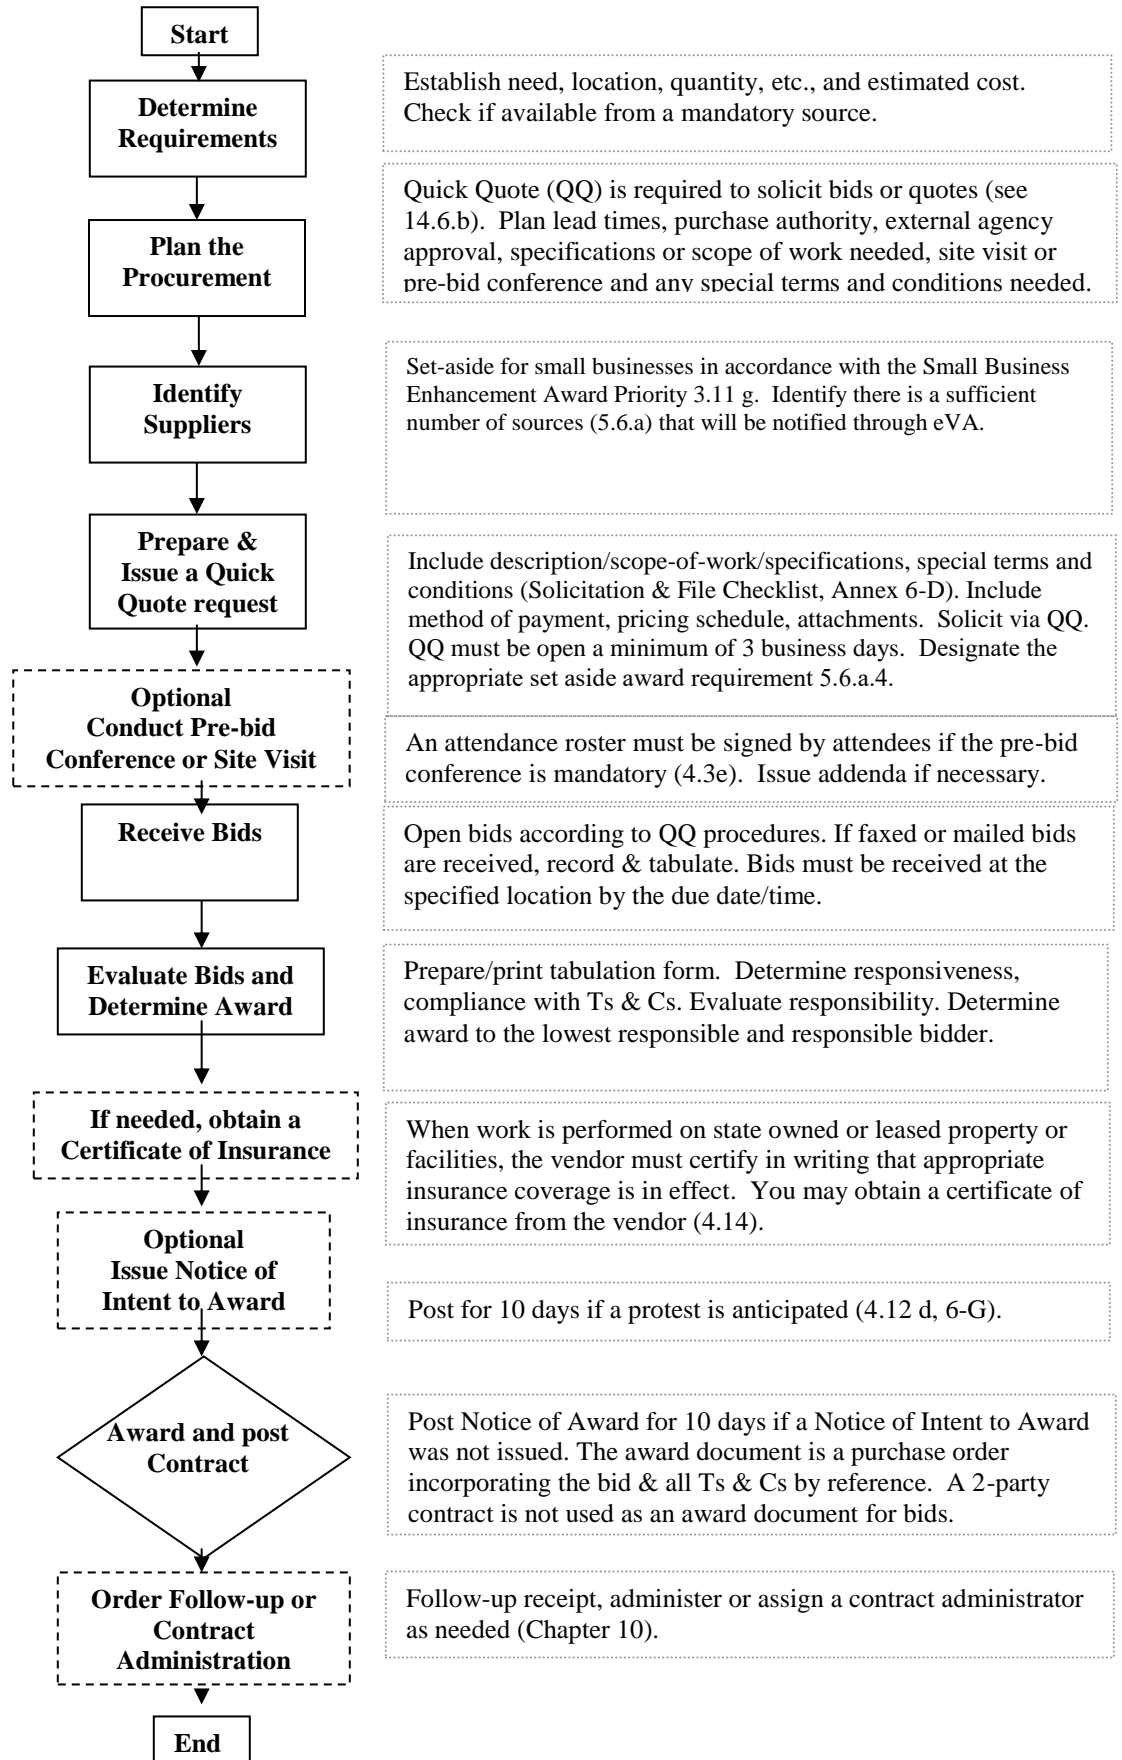 Start
Determine
Requirements
Establish need, location, quantity, etc., and estimated cost.
Check if available from a mandatory source.
Plan the
Procurement
Quick Quote (QQ) is required to solicit bids or quotes (see
14.6.b).  Plan lead times, purchase authority, external agency
approval, specifications or scope of work needed, site visit or
pre-bid conference and any special terms and conditions needed.
Identify
Suppliers
Set-aside for small businesses in accordance with the Small Business
Enhancement Award Priority 3.11 g.  Identify there is a sufficient
number of sources (5.6.a) that will be notified through eVA.
Prepare &
Issue a Quick
Quote request
Include description/scope-of-work/specifications, special terms and
conditions (Solicitation & File Checklist, Annex 6-D). Include
method of payment, pricing schedule, attachments.  Solicit via QQ.
QQ must be open a minimum of 3 business days.  Designate the
appropriate set aside award requirement 5.6.a.4.
Optional
Conduct Pre-bid
Conference or Site Visit
An attendance roster must be signed by attendees if the pre-bid
conference is mandatory (4.3e).  Issue addenda if necessary.
Receive Bids
Open bids according to QQ procedures. If faxed or mailed bids
are received, record & tabulate. Bids must be received at the
specified location by the due date/time.
Evaluate Bids and
Determine Award
Prepare/print tabulation form.  Determine responsiveness,
compliance with Ts & Cs. Evaluate responsibility. Determine
award to the lowest responsible and responsible bidder.
If needed, obtain a
Certificate of Insurance
When work is performed on state owned or leased property or
facilities, the vendor must certify in writing that appropriate
insurance coverage is in effect.  You may obtain a certificate of
insurance from the vendor (4.14).
Optional
Issue Notice of
Intent to Award
Post for 10 days if a protest is anticipated (4.12 d, 6-G).
Award and post
Contract
Post Notice of Award for 10 days if a Notice of Intent to Award
was not issued. The award document is a purchase order
incorporating the bid & all Ts & Cs by reference.  A 2-party
contract is not used as an award document for bids.
Order Follow-up or
Contract
Administration
Follow-up receipt, administer or assign a contract administrator
as needed (Chapter 10).
End